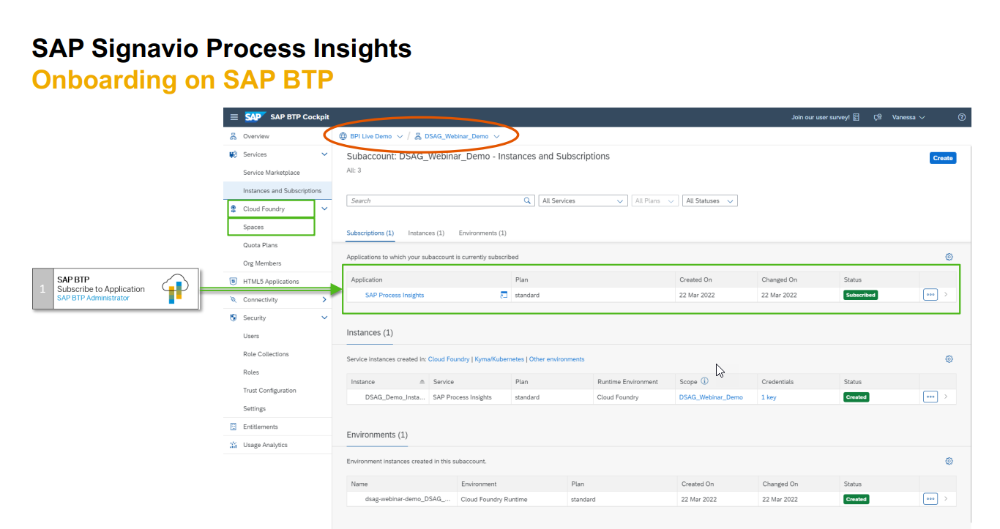 SAP Signavio Process Insights
Onboarding on SAP BTP
SAP SAP BTP Cockpit
Join our user survey! Vanessa
Overview
BPI Live Demo / DSAG_Webinar_Demo
Services
Service Marketplace
Instances and Subscriptions
Cloud Foundry
Spaces
Quota Plans
Org Members
HTML5 Applications
Connectivity
Security
Users
Role Collections
Roles
Trust Configuration
Settings
Entitlements
Usage Analytics
1
SAP BTP
Subscribe to Application
SAP BTP Administrator
Subaccount: DSAG_Webinar_Demo - Instances and Subscriptions
Create
All: 3
Search All Services All Plans All Statuses
Subscriptions (1) Instances (1) Environments (1)
Applications to which your subaccount is currently subscribed
Application Plan Created On Changed On Status
SAP Process Insights standard 22 Mar 2022 22 Mar 2022 Subscribed
Instances (1)
Service instances created in: Cloud Foundry | Kyma/Kubernetes | Other environments
Instance Service Plan Runtime Environment Scope Credentials Status
DSAG_Demo_Insta... SAP Process Insights standard Cloud Foundry DSAG_Webinar_Demo 1 key Created
Environments (1)
Environment instances created in this subaccount.
Name Environment Plan Created On Changed On Status
dsag-webinar-demo_DSAG_... Cloud Foundry Runtime standard 22 Mar 2022 22 Mar 2022 Created